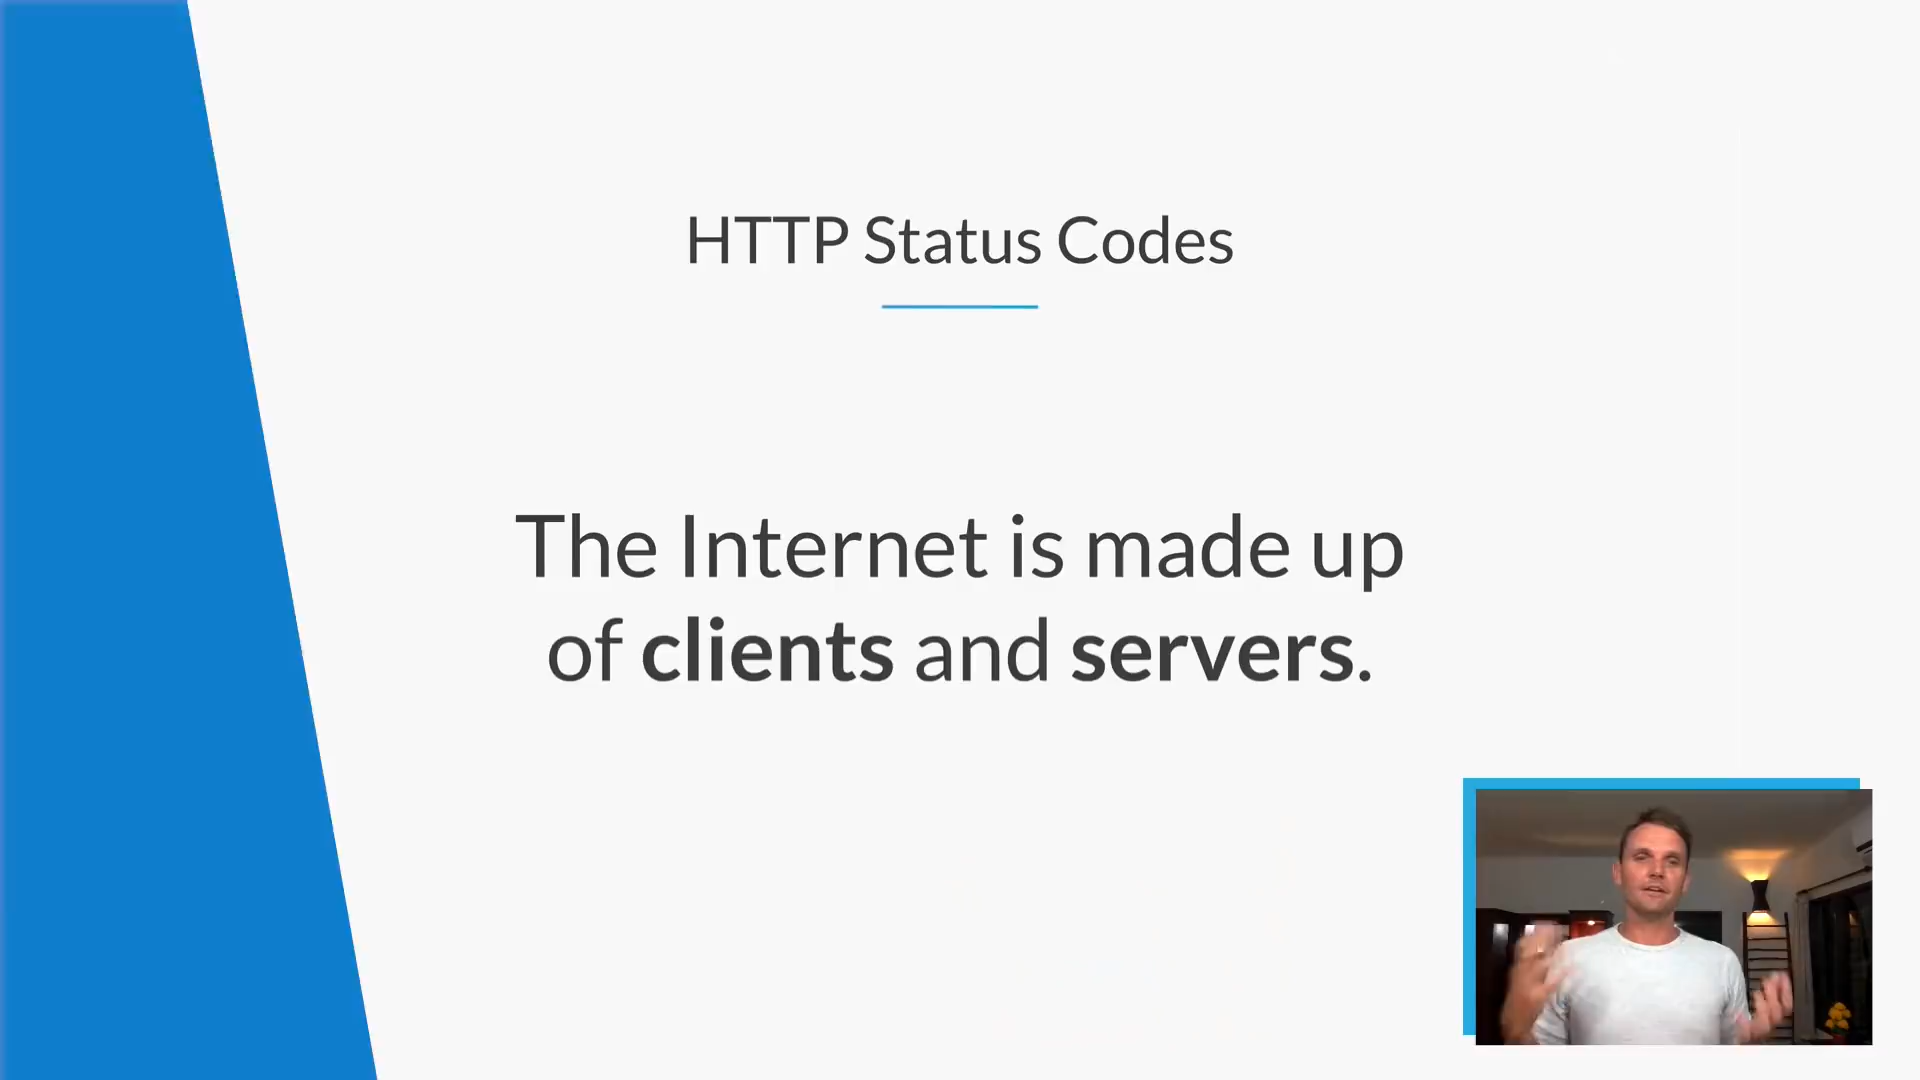 HTTP Status Codes
The Internet is made up
of clients and servers.